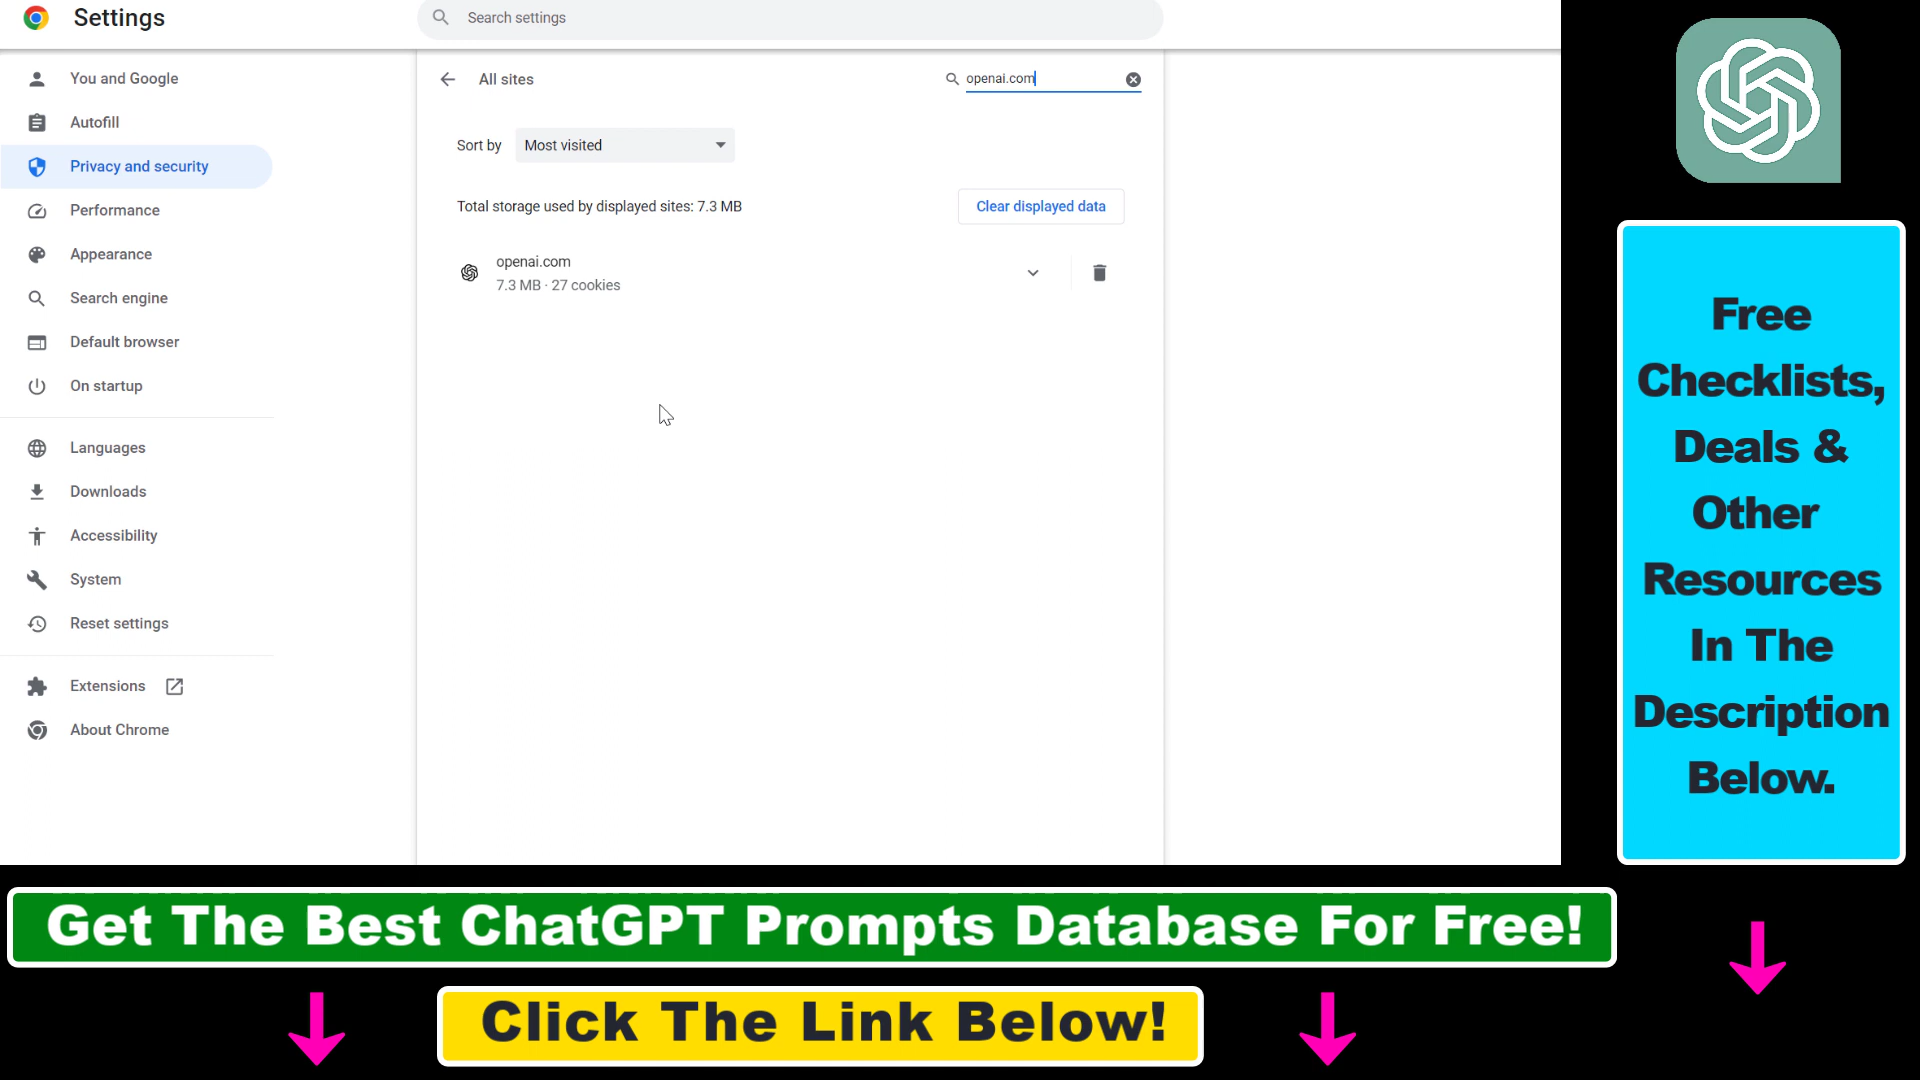 Settings
Search settings
You and Google
Autofill
Privacy and security
Performance
Appearance
Search engine
Default browser
On startup
Languages
Downloads
Accessibility
System
Reset settings
Extensions
About Chrome
All sites
openai.com
Sort by
Most visited
Total storage used by displayed sites: 7.3 MB
Clear displayed data
openai.com
7.3 MB · 27 cookies
Free
Checklists,
Deals &
Other
Resources
In The
Description
Below.
Get The Best ChatGPT Prompts Database For Free!
Click The Link Below!